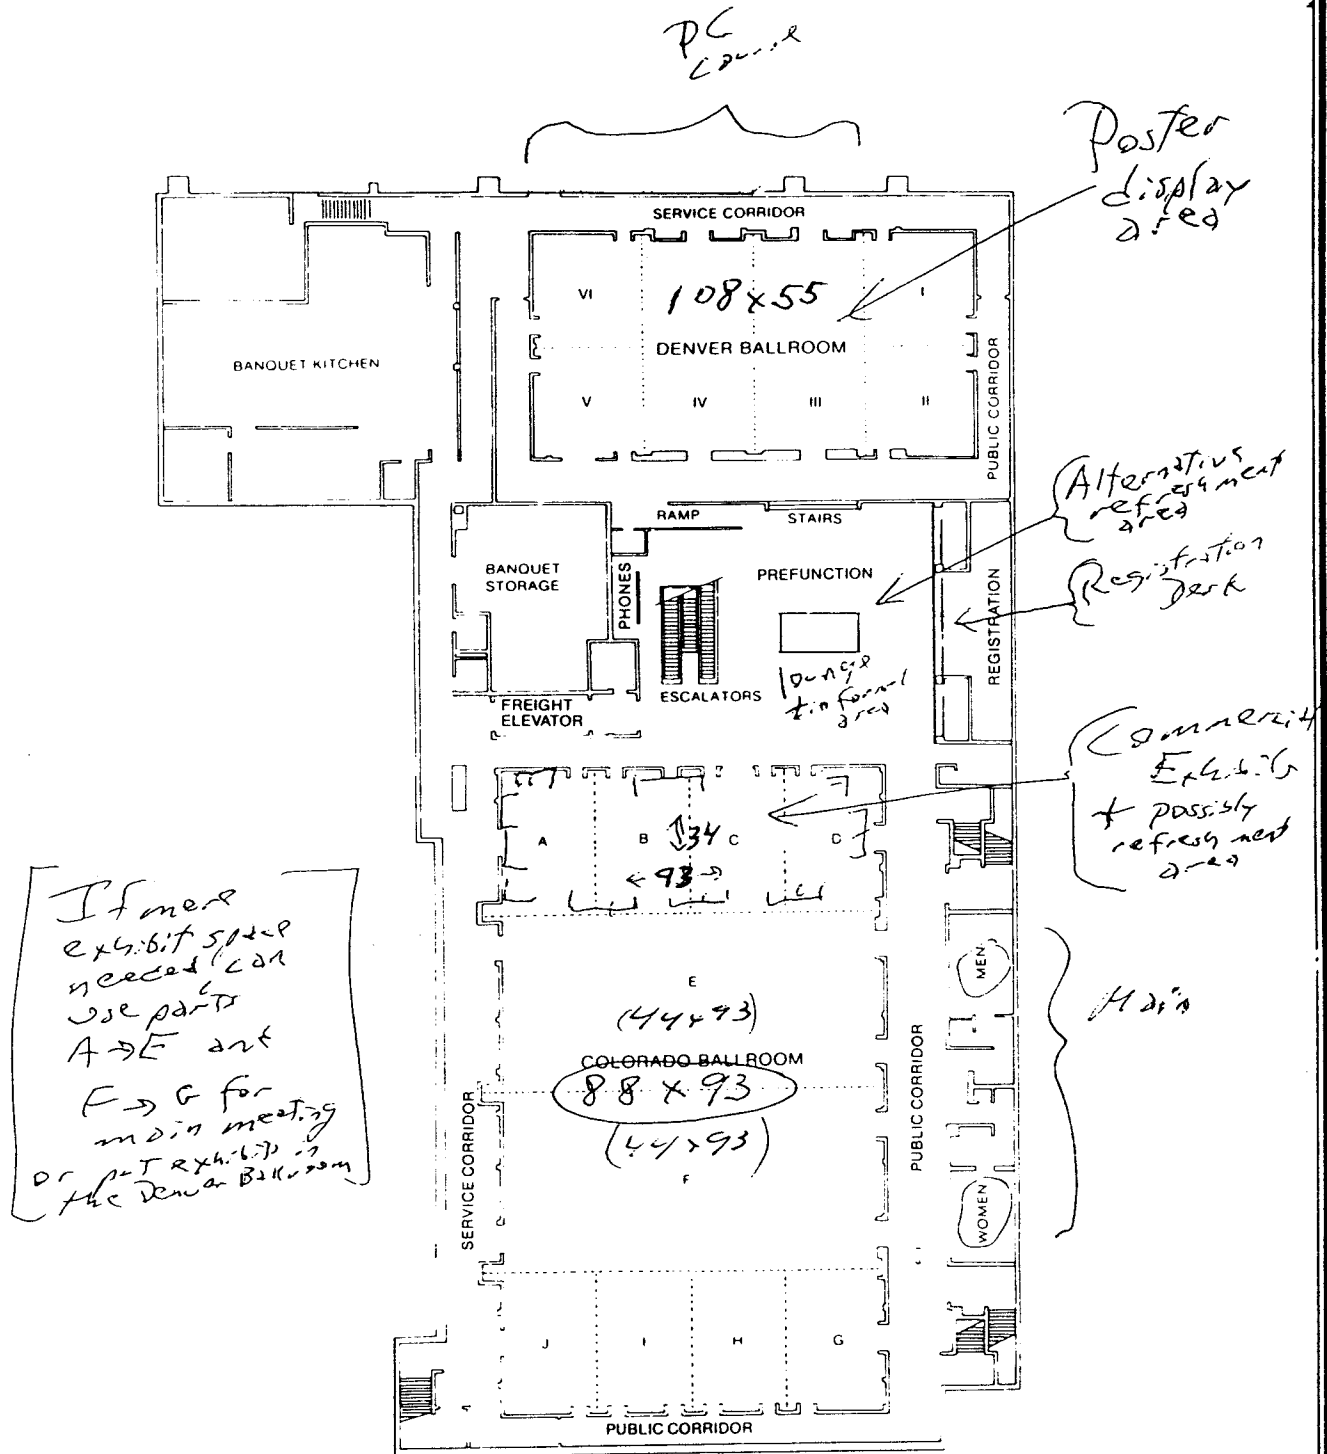 PC
Poster
display
area
SERVICE CORRIDOR
VI
108 x 55
I
DENVER BALLROOM
BANQUET KITCHEN
V
IV
III
II
PUBLIC CORRIDOR
Alternative
refreshment
area
RAMP
STAIRS
BANQUET
STORAGE
PHONES
PREFUNCTION
Registration
Desk
REGISTRATION
ESCALATORS
lounge
+ informal
area
FREIGHT
ELEVATOR
Commercial
Exhibits
+ possibly
refreshment
area
A
B
34
C
D
93
If more
exhibit space
needed can
use parts
A → E and
F → G for
main meeting
or put exhibits in
the Denver Ballroom
E
(44 x 93)
MEN
Main
COLORADO BALLROOM
88 x 93
(44 x 93)
F
SERVICE CORRIDOR
PUBLIC CORRIDOR
WOMEN
J
I
H
G
PUBLIC CORRIDOR